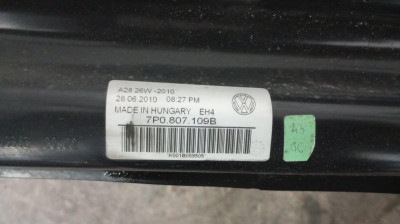 A28 26W -2010
28.06.2010 08:27 PM
MADE IN HUNGARY EH4
7P0.807.109B